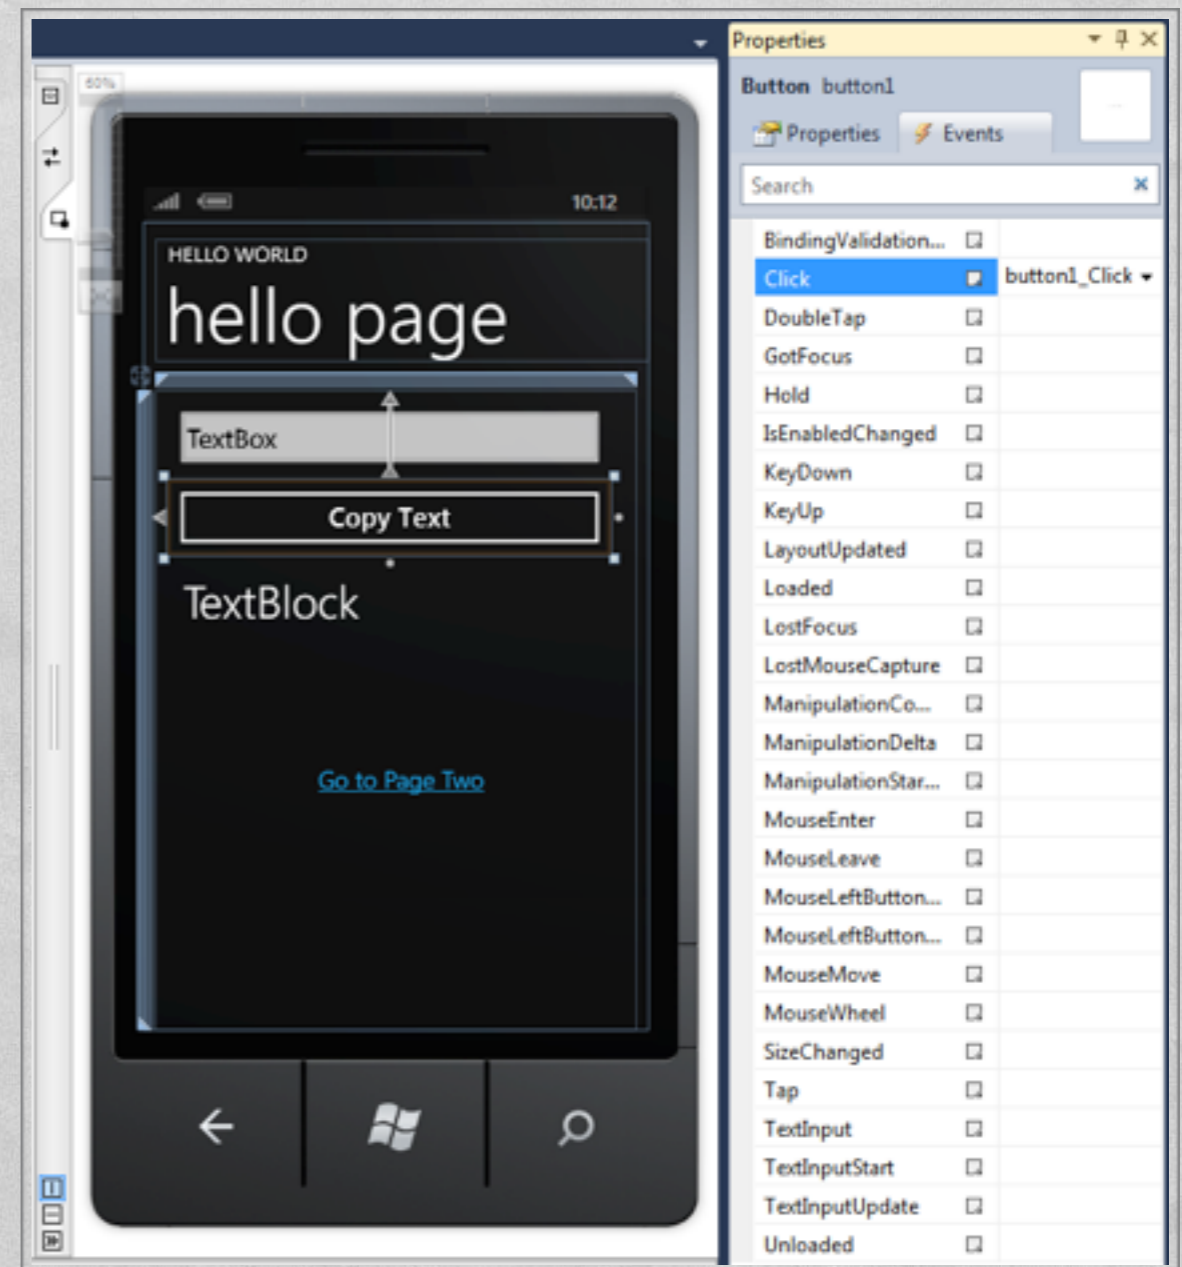 60%
10:12
HELLO WORLD
hello page
TextBox
Copy Text
TextBlock
Go to Page Two
Properties
Button button1
Properties Events
Search
BindingValidation...
Click button1_Click
DoubleTap
GotFocus
Hold
IsEnabledChanged
KeyDown
KeyUp
LayoutUpdated
Loaded
LostFocus
LostMouseCapture
ManipulationCo...
ManipulationDelta
ManipulationStar...
MouseEnter
MouseLeave
MouseLeftButton...
MouseLeftButton...
MouseMove
MouseWheel
SizeChanged
Tap
TextInput
TextInputStart
TextInputUpdate
Unloaded